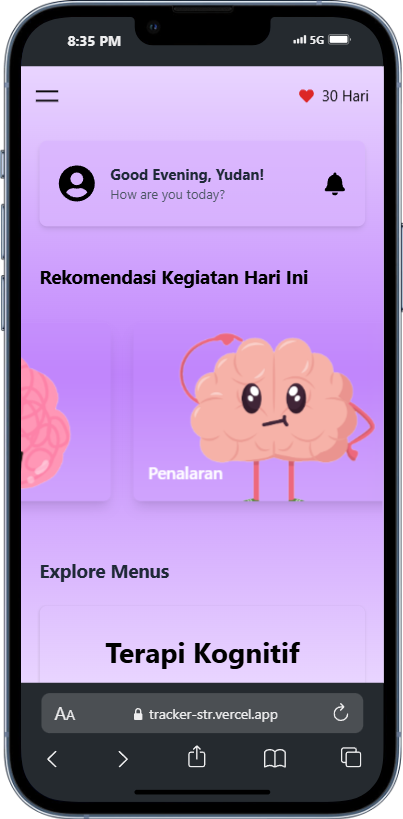 8:35 PM 5G
30 Hari
Good Evening, Yudan!
How are you today?
Rekomendasi Kegiatan Hari Ini
Penalaran
Explore Menus
Terapi Kognitif
AA tracker-str.vercel.app